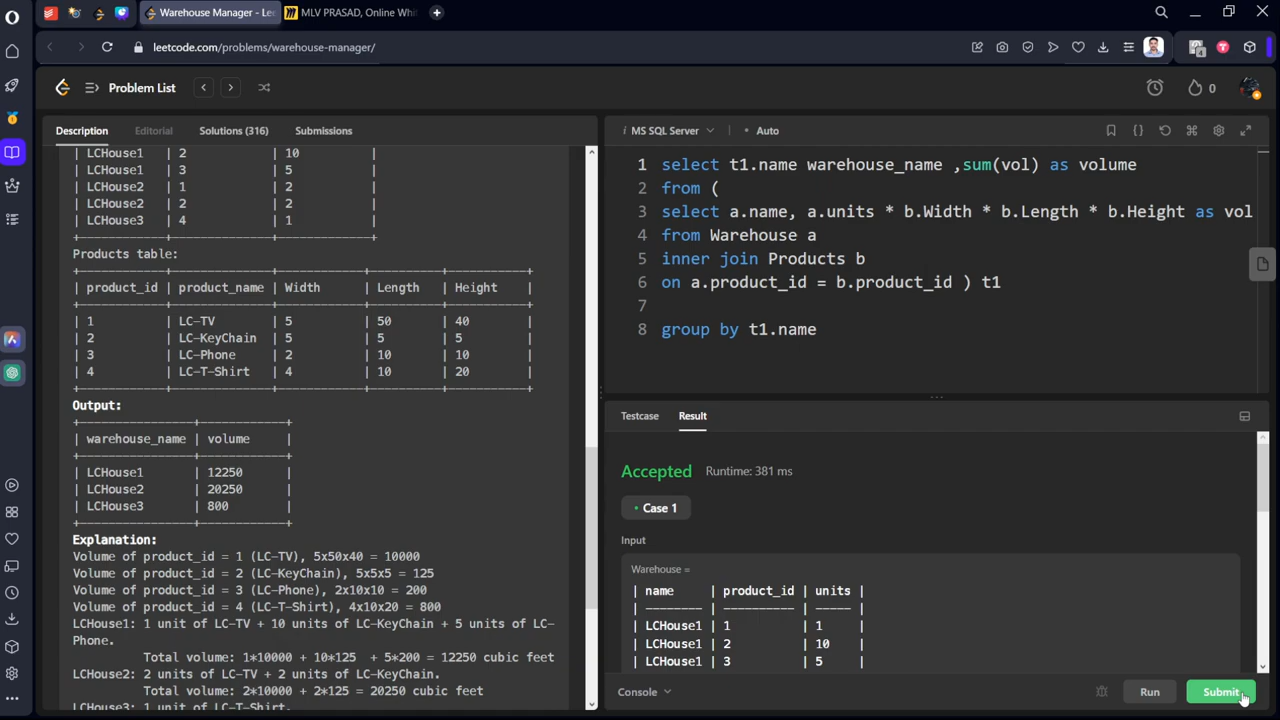 Warehouse Manager - Lee
MLV PRASAD, Online Whit
leetcode.com/problems/warehouse-manager/
4
Problem List
0
Description
Editorial
Solutions (316)
Submissions
| LCHouse1 | 2 | 10 |
| LCHouse1 | 3 | 5 |
| LCHouse2 | 1 | 2 |
| LCHouse2 | 2 | 2 |
| LCHouse3 | 4 | 1 |
Products table:
| product_id | product_name | Width | Length | Height |
| 1 | LC-TV | 5 | 50 | 40 |
| 2 | LC-KeyChain | 5 | 5 | 5 |
| 3 | LC-Phone | 2 | 10 | 10 |
| 4 | LC-T-Shirt | 4 | 10 | 20 |
Output:
| warehouse_name | volume |
| LCHouse1 | 12250 |
| LCHouse2 | 20250 |
| LCHouse3 | 800 |
Explanation:
Volume of product_id = 1 (LC-TV), 5x50x40 = 10000
Volume of product_id = 2 (LC-KeyChain), 5x5x5 = 125
Volume of product_id = 3 (LC-Phone), 2x10x10 = 200
Volume of product_id = 4 (LC-T-Shirt), 4x10x20 = 800
LCHouse1: 1 unit of LC-TV + 10 units of LC-KeyChain + 5 units of LC-
Phone.
Total volume: 1*10000 + 10*125 + 5*200 = 12250 cubic feet
LCHouse2: 2 units of LC-TV + 2 units of LC-KeyChain.
Total volume: 2*10000 + 2*125 = 20250 cubic feet
LCHouse3: 1 unit of LC-T-Shirt.
i MS SQL Server
• Auto
1 select t1.name warehouse_name ,sum(vol) as volume
2 from (
3 select a.name, a.units * b.Width * b.Length * b.Height as vol
4 from Warehouse a
5 inner join Products b
6 on a.product_id = b.product_id ) t1
7
8 group by t1.name
Testcase
Result
Accepted
Runtime: 381 ms
• Case 1
Input
Warehouse =
| name | product_id | units |
| LCHouse1 | 1 | 1 |
| LCHouse1 | 2 | 10 |
| LCHouse1 | 3 | 5 |
Console
Run
Submit